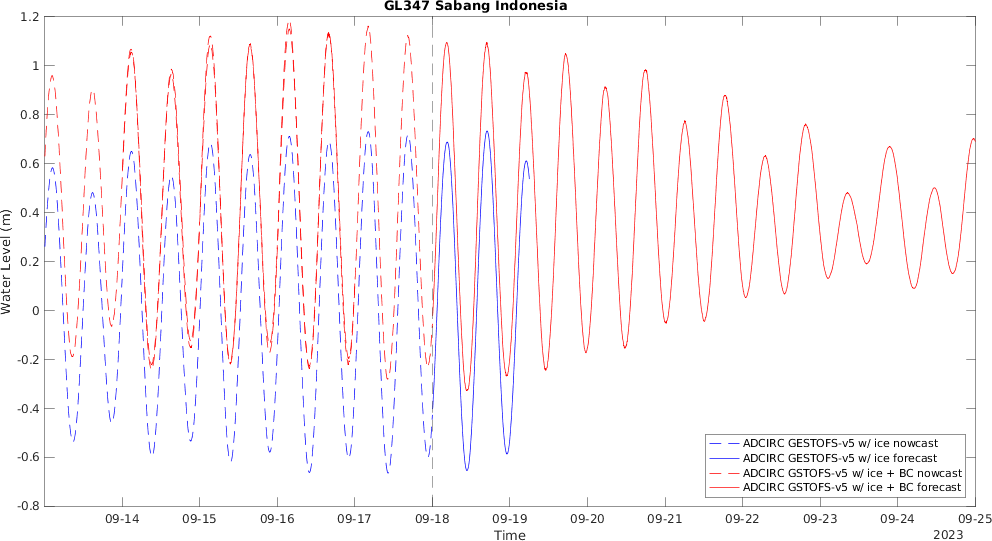 GL347 Sabang Indonesia
1.2
1
0.8
0.6
0.4
0.2
0
-0.2
-0.4
-0.6
-0.8
Water Level (m)
ADCIRC GESTOFS-v5 w/ ice nowcast
ADCIRC GESTOFS-v5 w/ ice forecast
ADCIRC GSTOFS-v5 w/ ice + BC nowcast
ADCIRC GSTOFS-v5 w/ ice + BC forecast
09-14 09-15 09-16 09-17 09-18 09-19 09-20 09-21 09-22 09-23 09-24 09-25
Time
2023